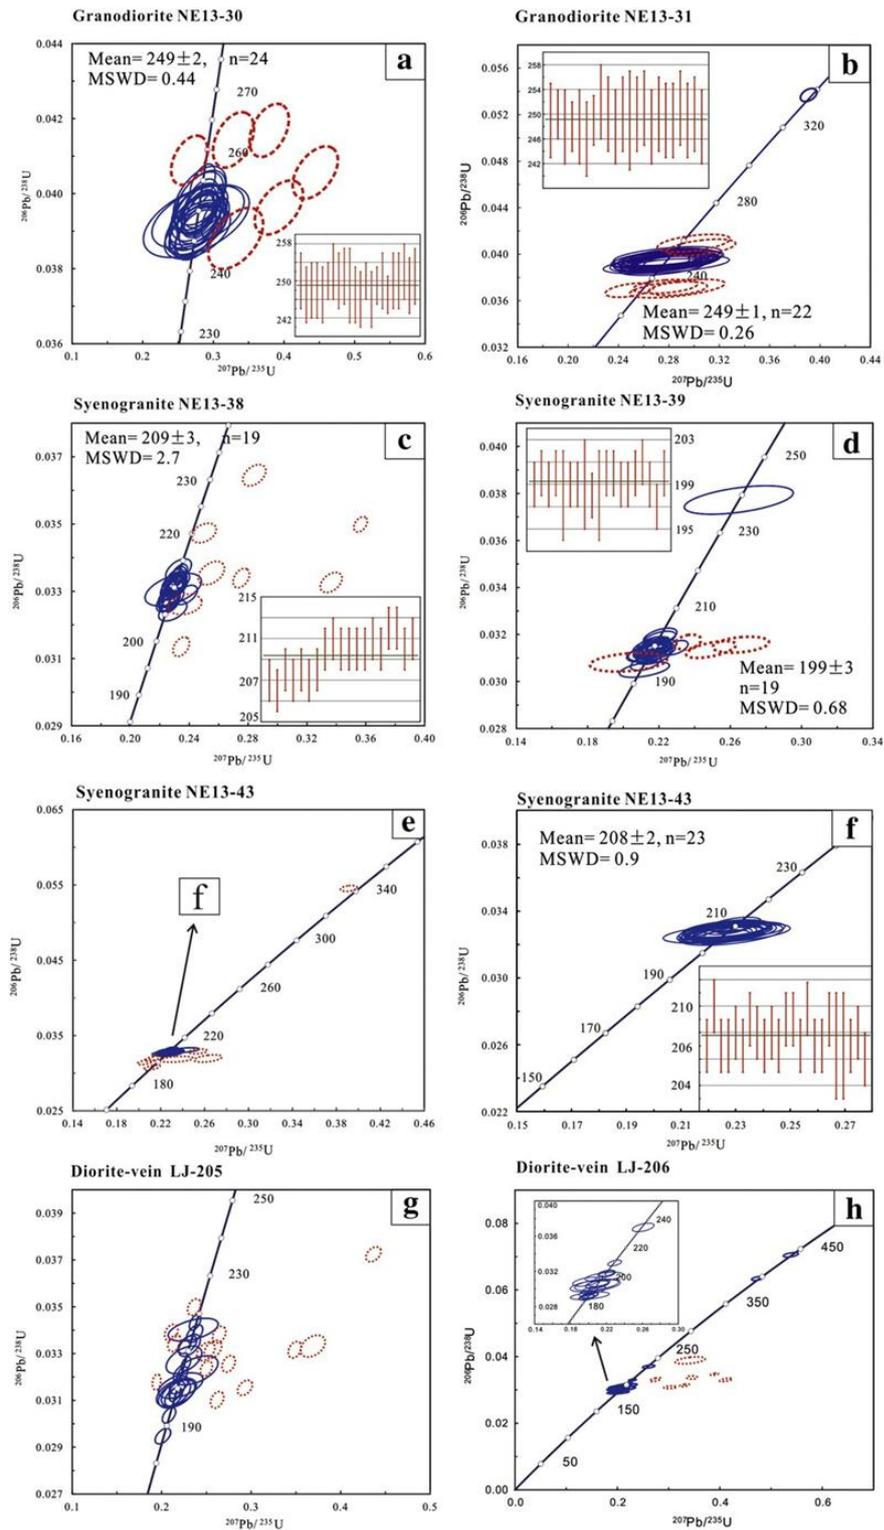 Granodiorite NE13-30
Mean= 249±2, n=24
MSWD= 0.44
a
0.044
0.042
0.040
0.038
0.036
206Pb/ 238U
270
260
240
230
258
250
242
0.1 0.2 0.3 0.4 0.5 0.6
207Pb/ 235U
Granodiorite NE13-31
b
0.056
0.052
0.048
0.044
0.040
0.036
0.032
206Pb/238U
258
254
250
246
242
320
280
240
Mean= 249±1, n=22
MSWD= 0.26
0.16 0.20 0.24 0.28 0.32 0.36 0.40 0.44
207Pb/235U
Syenogranite NE13-38
Mean= 209±3, n=19
MSWD= 2.7
c
0.037
0.035
0.033
0.031
0.029
206Pb/ 238U
230
220
200
190
215
211
207
205
0.16 0.20 0.24 0.28 0.32 0.36 0.40
207Pb/ 235U
Syenogranite NE13-39
d
0.040
0.038
0.036
0.034
0.032
0.030
0.028
206Pb/ 238U
203
199
195
250
230
210
190
Mean= 199±3
n=19
MSWD= 0.68
0.14 0.18 0.22 0.26 0.30 0.34
207Pb/ 235U
Syenogranite NE13-43
e
0.065
0.055
0.045
0.035
0.025
206Pb/ 238U
f
340
300
260
220
180
0.14 0.18 0.22 0.26 0.30 0.34 0.38 0.42 0.46
207Pb/ 235U
Syenogranite NE13-43
Mean= 208±2, n=23
MSWD= 0.9
f
0.038
0.034
0.030
0.026
0.022
206Pb/ 238U
230
210
190
170
150
210
206
204
0.15 0.17 0.19 0.21 0.23 0.25 0.27
207Pb/ 235U
Diorite-vein LJ-205
g
0.039
0.037
0.035
0.033
0.031
0.029
0.027
206Pb/ 238U
250
230
190
0.1 0.2 0.3 0.4 0.5
207Pb/ 235U
Diorite-vein LJ-206
h
0.08
0.06
0.04
0.02
0.0
206Pb/238U
0.040
0.036
0.032
0.028
240
220
200
180
0.14 0.18 0.22 0.26 0.30
450
350
250
150
50
0.0 0.2 0.4 0.6
207Pb/235U